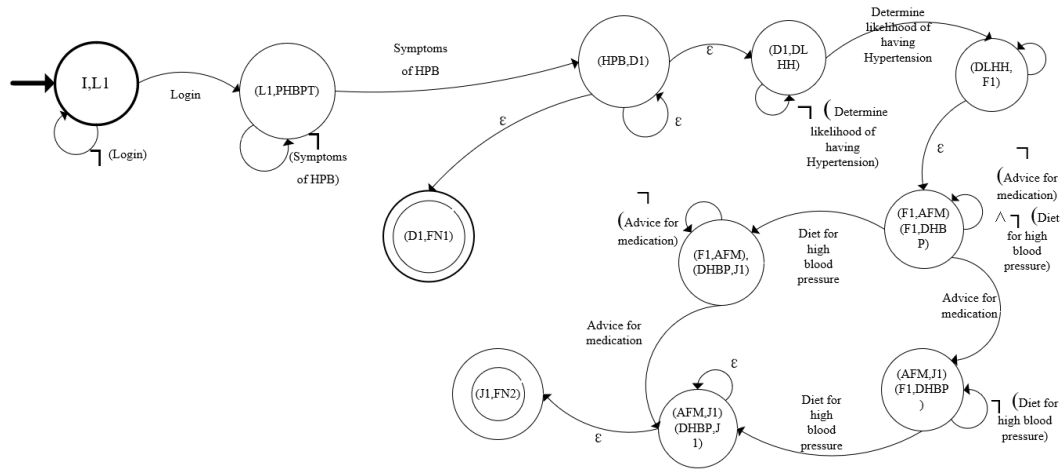 I,L1
Login
¬ (Login)
(L1,PHBPT)
¬
(Symptoms
of HPB)
Symptoms
of HPB
(HPB,D1)
ε
ε
ε
(D1,FN1)
(D1,DL
HH)
¬ ( Determine
likelihood of
having
Hypertension)
Determine
likelihood of
having
Hypertension
(DLHH,
F1)
ε
(F1,AFM)
(F1,DHB
P)
¬
(Advice for
medication)
∧ ¬ (Diet
for high
blood
pressure)
Diet for
high
blood
pressure
¬
(Advice for
medication)
(F1,AFM),
(DHBP,J1)
Advice for
medication
Advice for
medication
(AFM,J1)
(F1,DHBP
)
¬ (Diet for
high blood
pressure)
Diet for
high
blood
pressure
(AFM,J1)
(DHBP,J
1)
ε
ε
(J1,FN2)